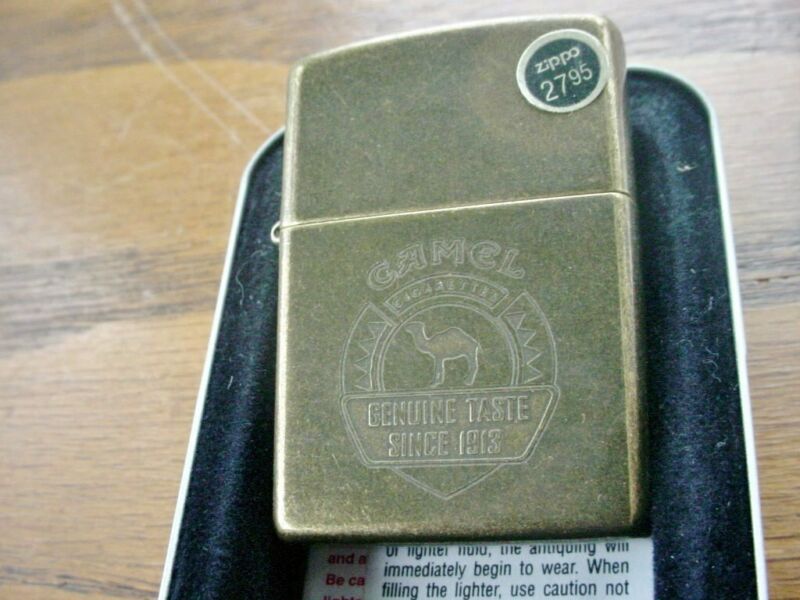 zippo
2795
CAMEL
CIGARETTES
GENUINE TASTE
SINCE 1913
and a
Be ca
of lighter fluid, the antiquing will
immediately begin to wear. When
filling the lighter, use caution not